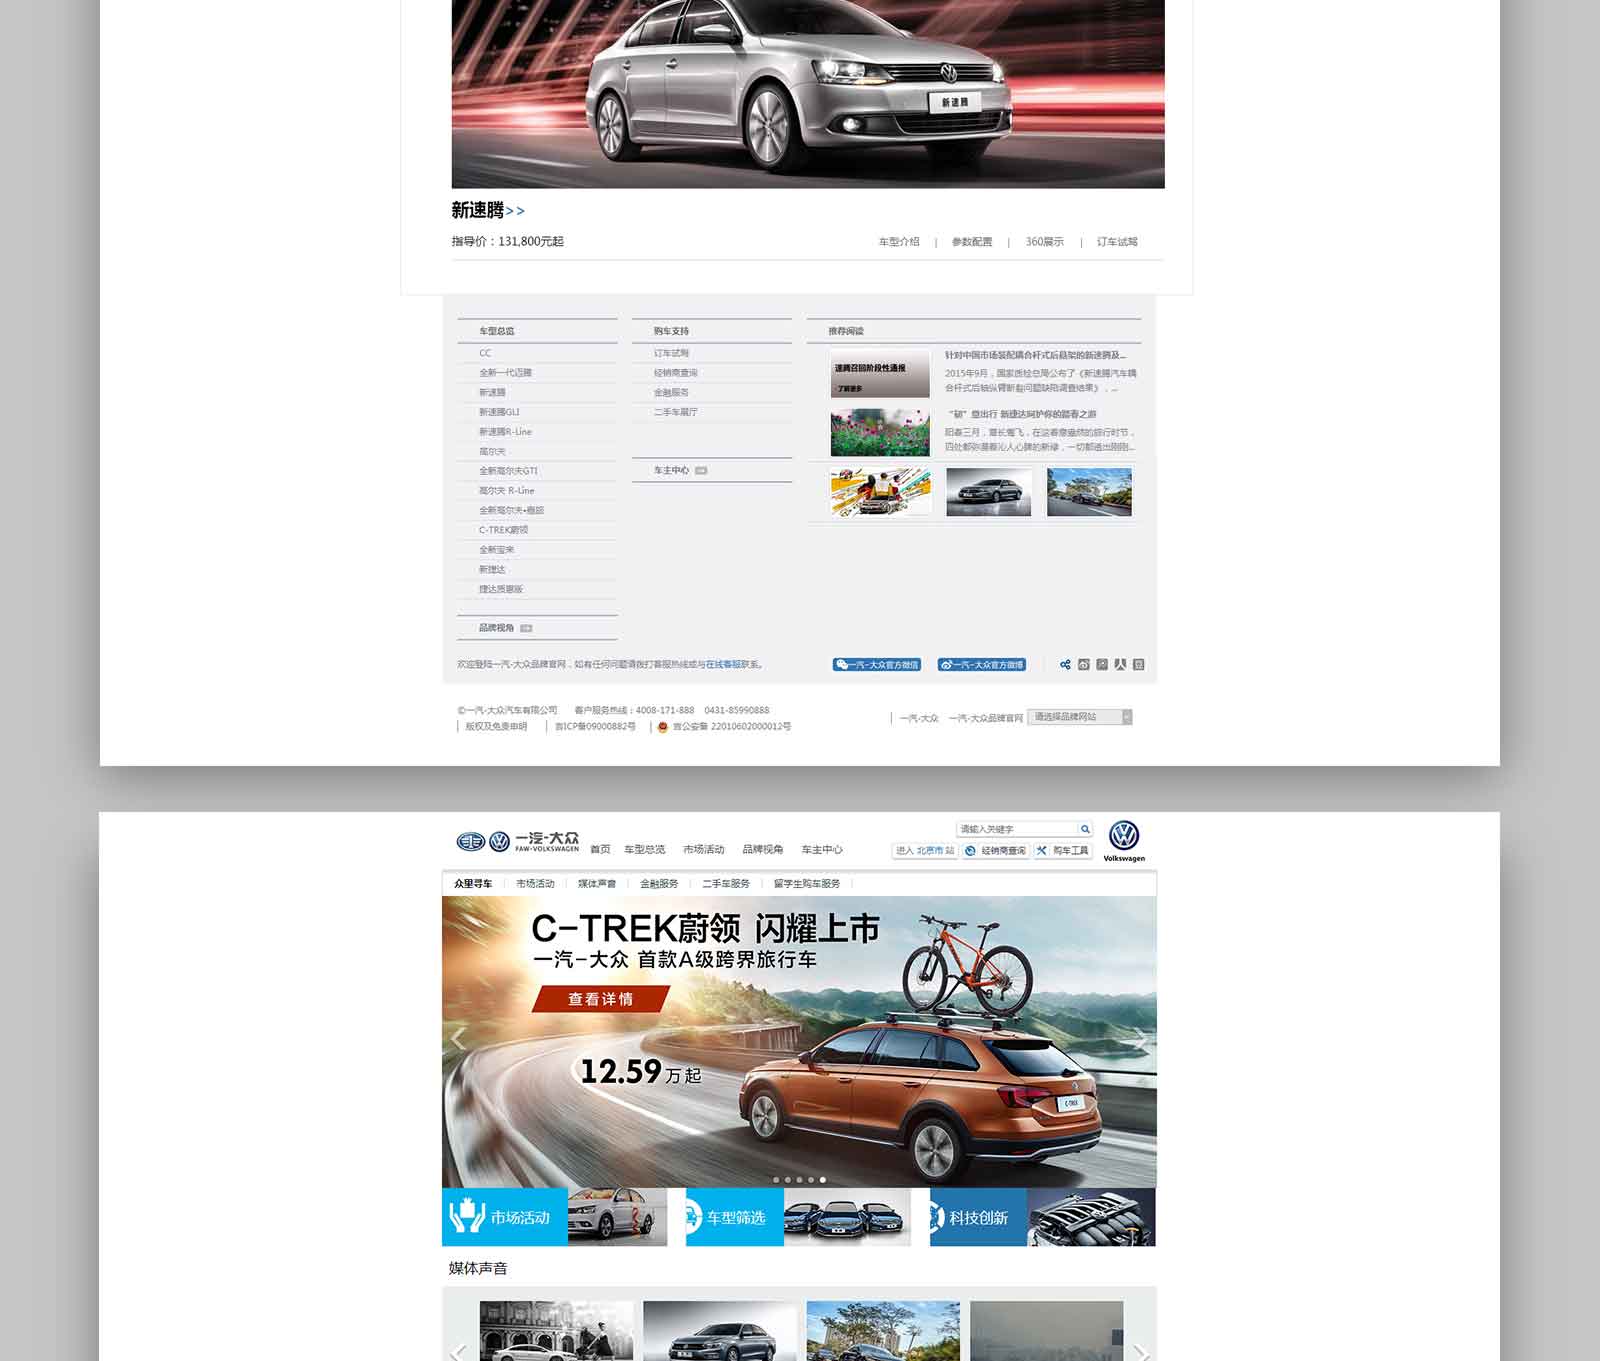 新速腾
新速腾>>
指导价：131,800元起
车型介绍 | 参数配置 | 360展示 | 订车试驾
车型总览
CC
全新一代迈腾
新速腾
新速腾GLI
新速腾R-Line
高尔夫
全新高尔夫GTI
高尔夫 R-Line
全新高尔夫•嘉旅
C-TREK蔚领
全新宝来
新捷达
捷达质惠版
品牌视角
购车支持
订车试驾
经销商查询
金融服务
二手车展厅
车主中心
推荐阅读
速腾召回阶段性通报
·了解更多
针对中国市场装配耦合杆式后悬架的新速腾及...
2015年9月，国家质检总局公布了《新速腾汽车耦
合杆式后轴纵臂断裂问题缺陷调查结果》，...
“韧”意出行 新捷达呵护你的踏春之游
阳春三月，草长莺飞，在这春意盎然的旅行时节，
四处都弥漫着沁人心脾的新绿，一切都透出刚刚...
欢迎登陆一汽-大众品牌官网，如有任何问题请拨打客服热线或与在线客服联系。
一汽-大众官方微信
一汽-大众官方微博
©一汽-大众汽车有限公司 客户服务热线：4008-171-888 0431-85990888
| 版权及免责申明 | 吉ICP备09000882号 | 吉公安备 22010602000012号
| 一汽-大众 一汽-大众品牌官网 请选择品牌网站
一汽-大众
FAW-VOLKSWAGEN
首页 车型总览 市场活动 品牌视角 车主中心
请输入关键字
进入 北京市 站 经销商查询 购车工具
Volkswagen
众里寻车 | 市场活动 | 媒体声音 | 金融服务 | 二手车服务 | 留学生购车服务 |
C-TREK蔚领 闪耀上市
一汽-大众 首款A级跨界旅行车
查看详情
12.59万起
C-TREK
市场活动
车型筛选
科技创新
媒体声音